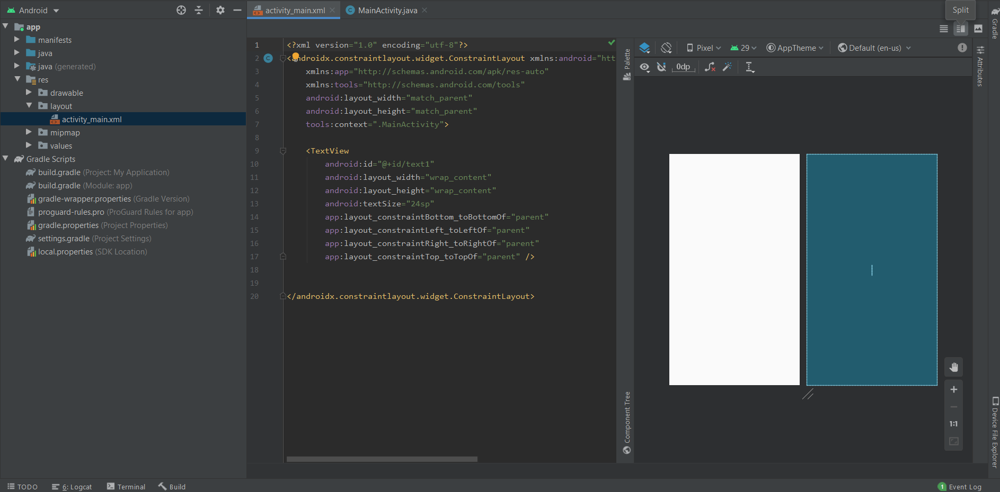 Android
activity_main.xml
MainActivity.java
Split
app
manifests
java
java (generated)
res
drawable
layout
activity_main.xml
mipmap
values
Gradle Scripts
build.gradle (Project: My Application)
build.gradle (Module: app)
gradle-wrapper.properties (Gradle Version)
proguard-rules.pro (ProGuard Rules for app)
gradle.properties (Project Properties)
settings.gradle (Project Settings)
local.properties (SDK Location)
1 <?xml version="1.0" encoding="utf-8"?>
2 <androidx.constraintlayout.widget.ConstraintLayout xmlns:android="htt
3 xmlns:app="http://schemas.android.com/apk/res-auto"
4 xmlns:tools="http://schemas.android.com/tools"
5 android:layout_width="match_parent"
6 android:layout_height="match_parent"
7 tools:context=".MainActivity">
8
9 <TextView
10 android:id="@+id/text1"
11 android:layout_width="wrap_content"
12 android:layout_height="wrap_content"
13 android:textSize="24sp"
14 app:layout_constraintBottom_toBottomOf="parent"
15 app:layout_constraintLeft_toLeftOf="parent"
16 app:layout_constraintRight_toRightOf="parent"
17 app:layout_constraintTop_toTopOf="parent" />
18
19
20 </androidx.constraintlayout.widget.ConstraintLayout>
Palette
Component Tree
Pixel
29
AppTheme
Default (en-us)
0dp
1:1
Attributes
Gradle
Device File Explorer
TODO
6: Logcat
Terminal
Build
1 Event Log